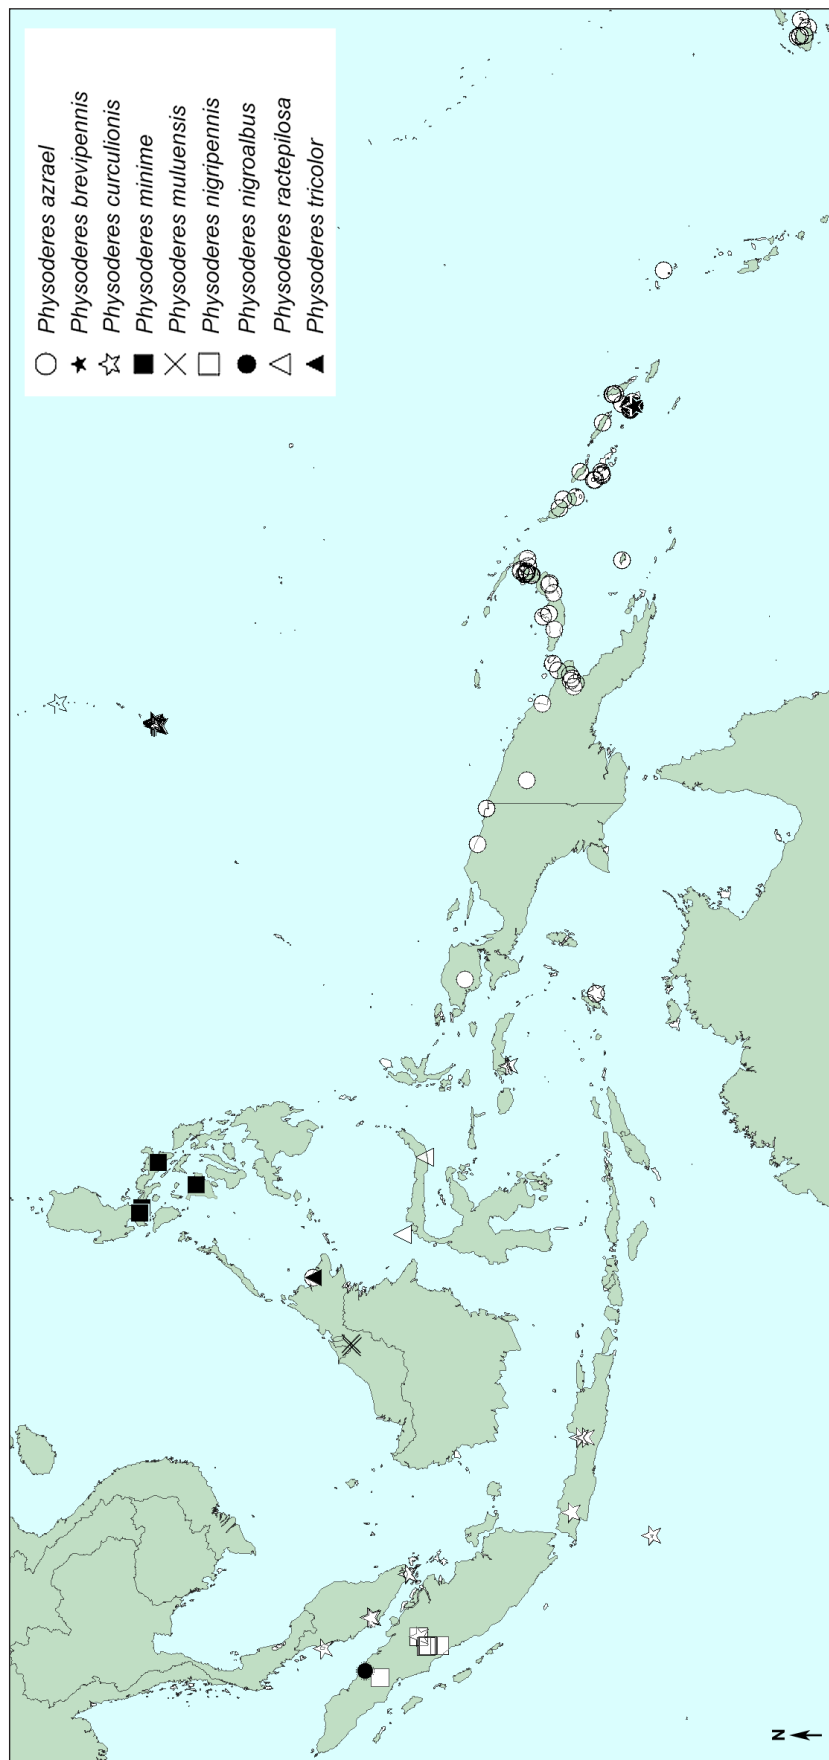 Physoderes azrael
Physoderes brevipennis
Physoderes curculionis
Physoderes minime
Physoderes muluensis
Physoderes nigripennis
Physoderes nigroalbus
Physoderes ractepilosa
Physoderes tricolor
N